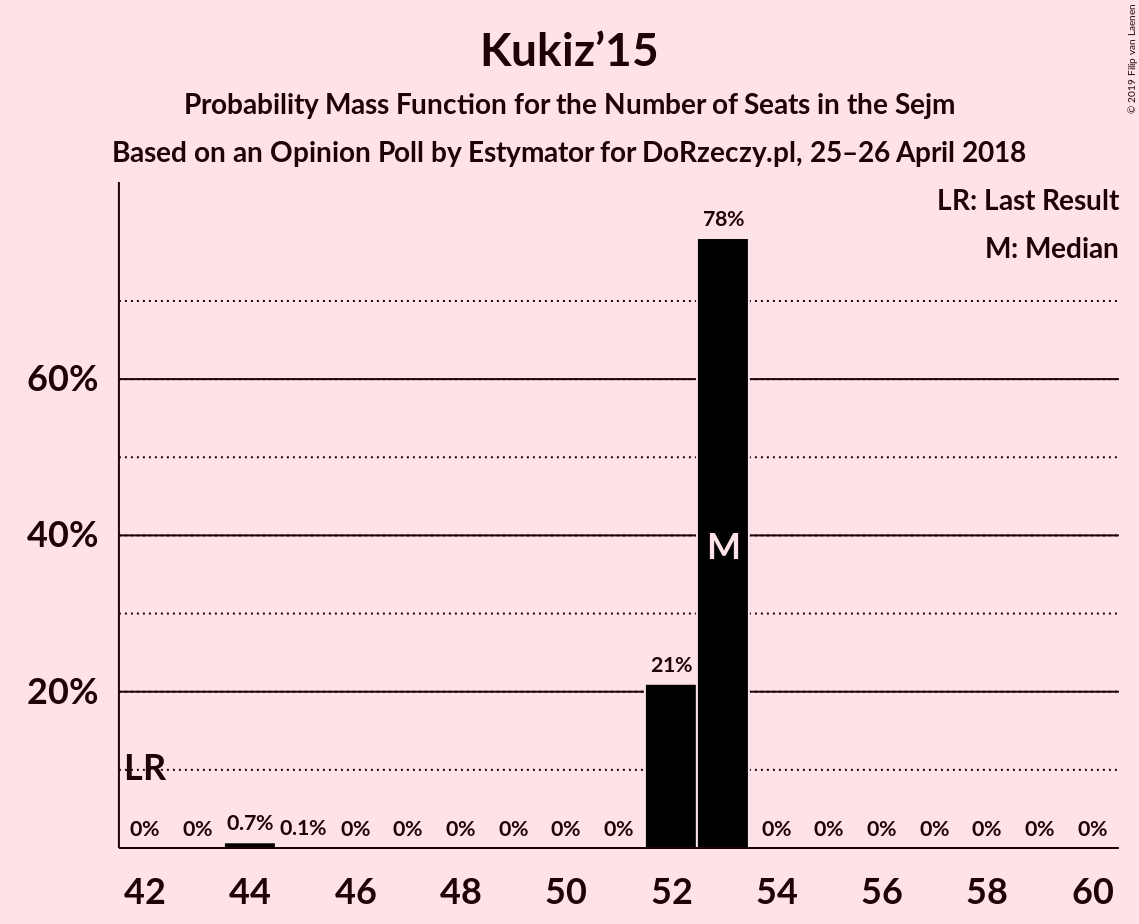 Kukiz’15
Probability Mass Function for the Number of Seats in the Sejm
Based on an Opinion Poll by Estymator for DoRzeczy.pl, 25–26 April 2018
© 2019 Filip van Laenen
LR: Last Result
M: Median
78%
60%
40%
M
21%
20%
LR
0% 0% 0.7% 0.1% 0% 0% 0% 0% 0% 0% 0% 0% 0% 0% 0% 0% 0%
42 44 46 48 50 52 54 56 58 60